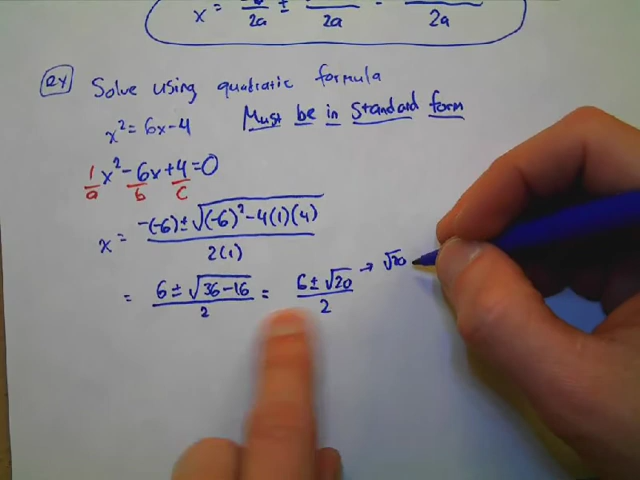 x = 2a ± 2a 2a
ex Solve using quadratic formula
x² = 6x - 4 Must be in Standard form
1x² - 6x + 4 = 0
a b c
x = -(-6) ± √(-6)² - 4(1)(4) / 2(1)
= 6 ± √36 - 16 / 2 = 6 ± √20 / 2 → √20